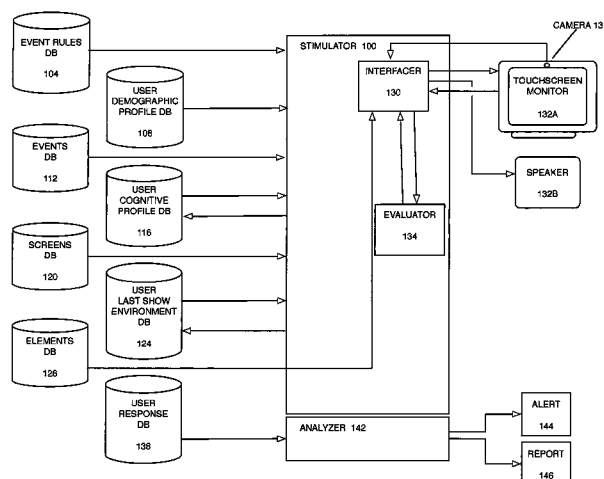 EVENT RULES
DB
104
USER
DEMOGRAPHIC
PROFILE DB
108
EVENTS
DB
112
USER
COGNITIVE
PROFILE DB
116
SCREENS
DB
120
USER
LAST SHOW
ENVIRONMENT
DB
124
ELEMENTS
DB
126
USER
RESPONSE
DB
138
STIMULATOR 100
INTERFACER
130
EVALUATOR
134
ANALYZER 142
CAMERA 13
TOUCHSCREEN
MONITOR
132A
SPEAKER
132B
ALERT
144
REPORT
146